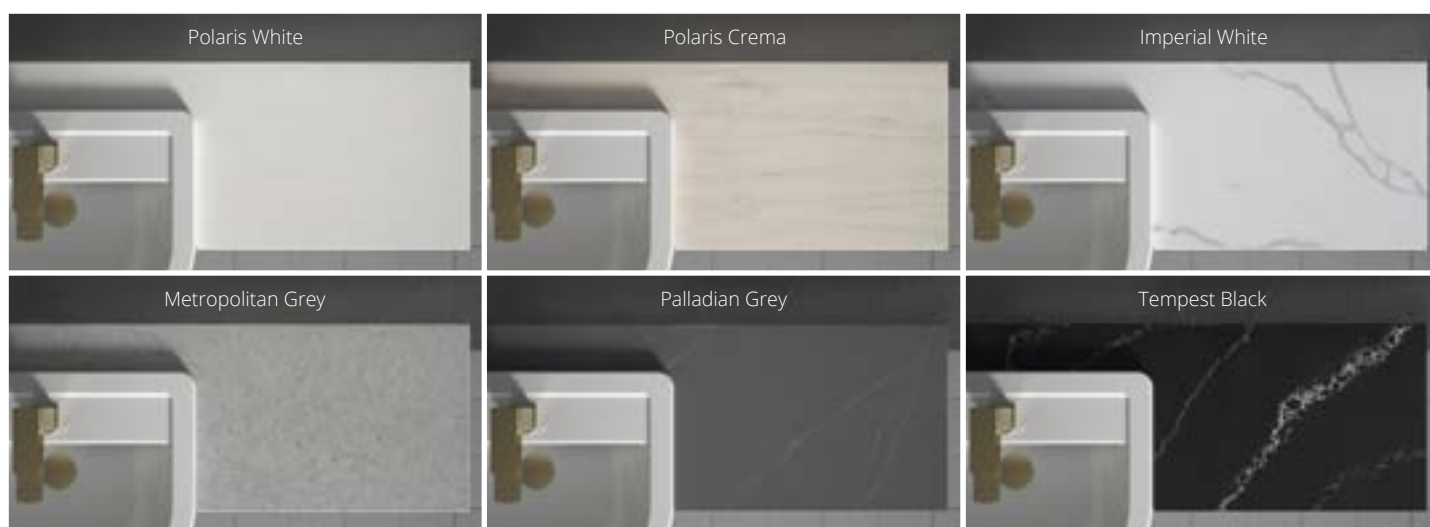 Polaris White
Polaris Crema
Imperial White
Metropolitan Grey
Palladian Grey
Tempest Black